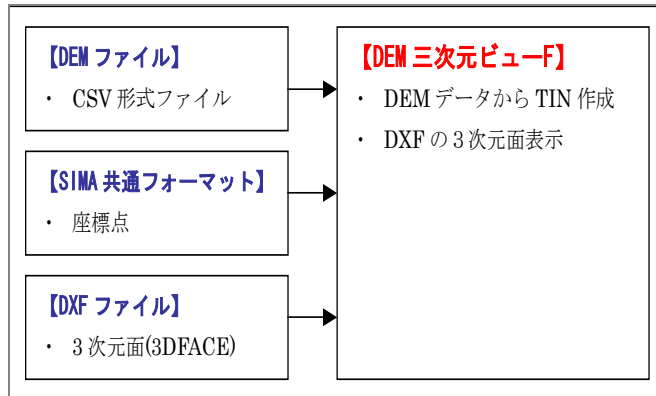 【DEM ファイル】
・ CSV 形式ファイル
【SIMA 共通フォーマット】
・ 座標点
【DXF ファイル】
・ 3 次元面(3DFACE)
【DEM 三次元ビューF】
・ DEM データから TIN 作成
・ DXF の 3 次元面表示